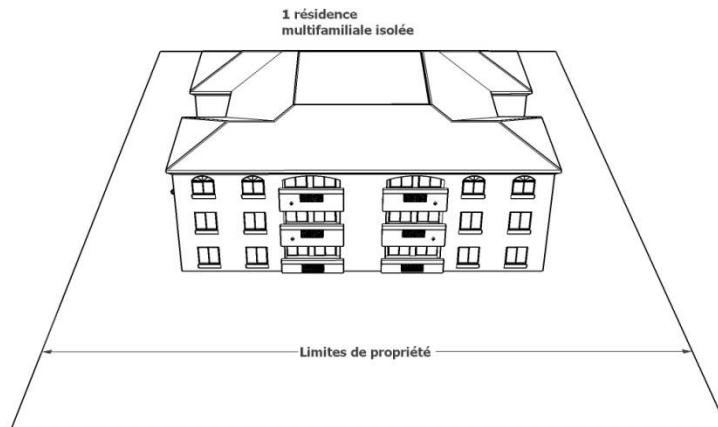 1 résidence
multifamiliale isolée
Limites de propriété